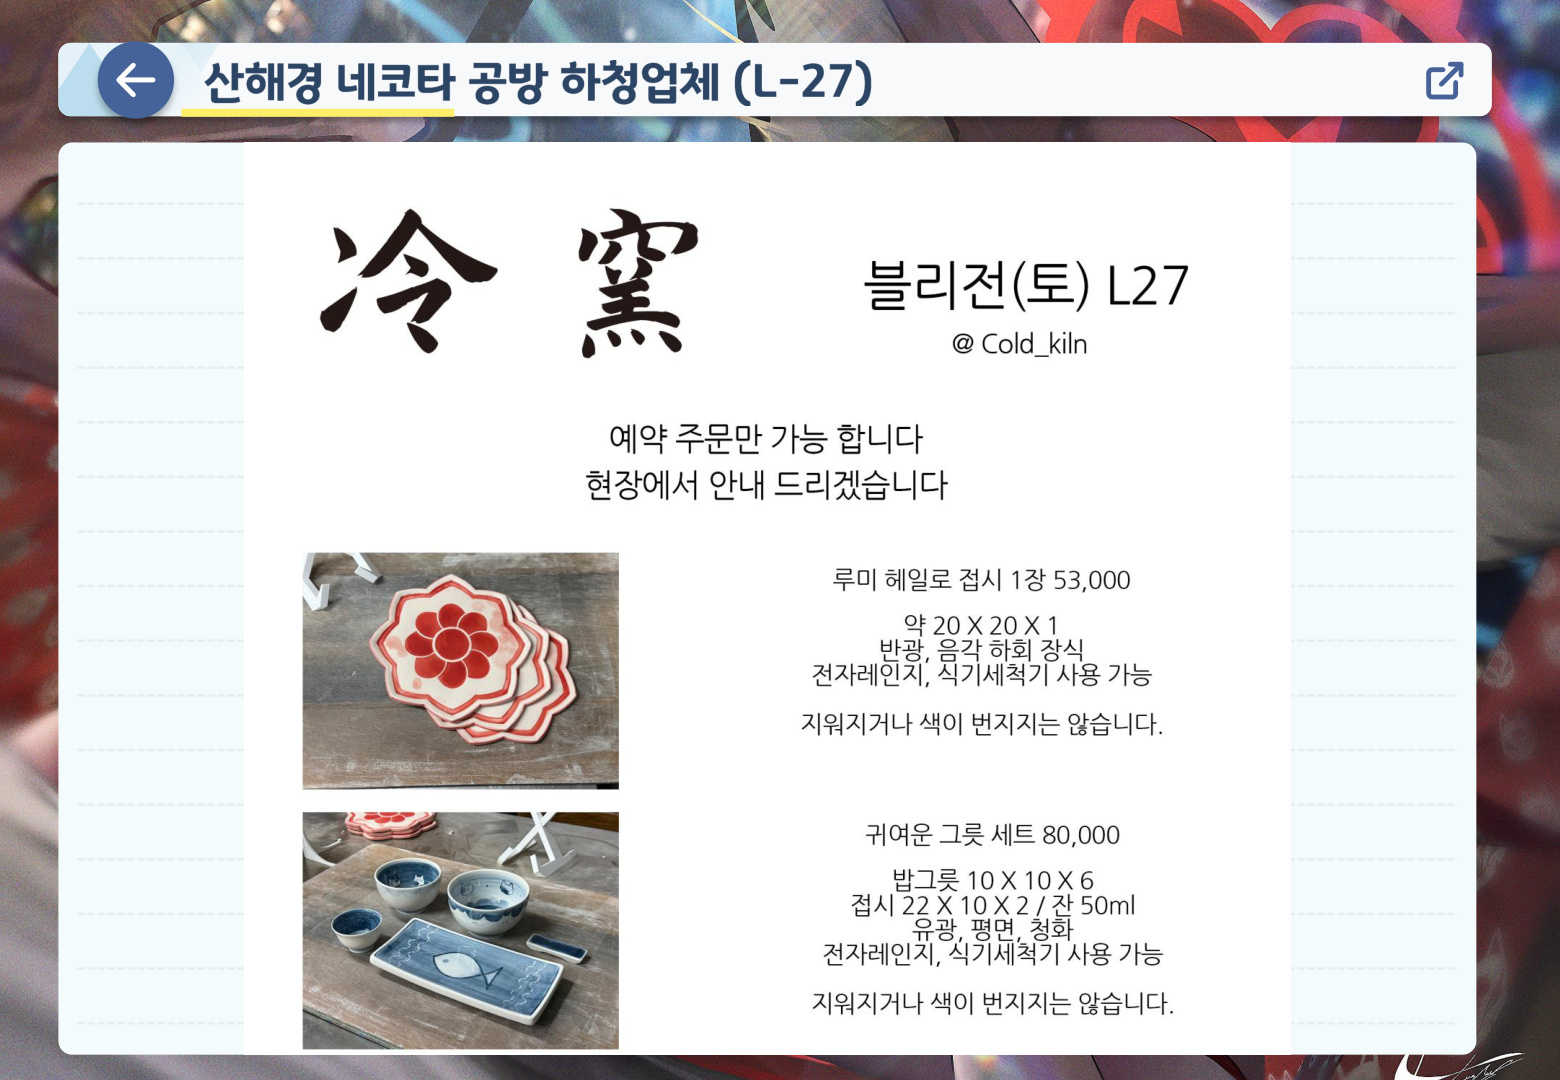 산해경 네코타 공방 하청업체 (L-27)
冷 窯
블리전(토) L27
@ Cold_kiln
예약 주문만 가능 합니다
현장에서 안내 드리겠습니다
루미 헤일로 접시 1장 53,000
약 20 X 20 X 1
반광, 음각 하회 장식
전자레인지, 식기세척기 사용 가능
지워지거나 색이 번지지는 않습니다.
귀여운 그릇 세트 80,000
밥그릇 10 X 10 X 6
접시 22 X 10 X 2 / 잔 50ml
유광, 평면, 청화
전자레인지, 식기세척기 사용 가능
지워지거나 색이 번지지는 않습니다.